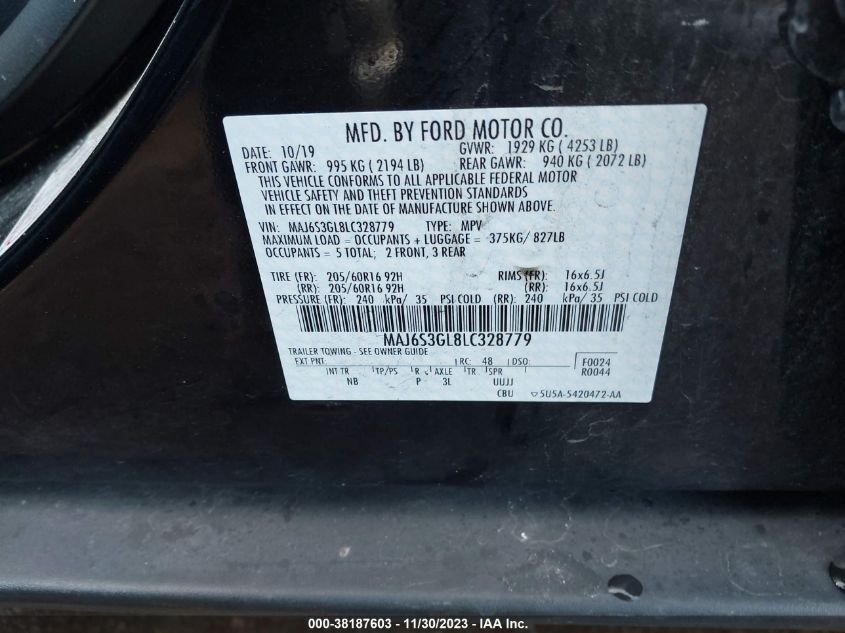 MFD. BY FORD MOTOR CO.
DATE: 10/19 GVWR: 1929 KG ( 4253 LB)
FRONT GAWR: 995 KG ( 2194 LB) REAR GAWR: 940 KG ( 2072 LB)
THIS VEHICLE CONFORMS TO ALL APPLICABLE FEDERAL MOTOR
VEHICLE SAFETY AND THEFT PREVENTION STANDARDS
IN EFFECT ON THE DATE OF MANUFACTURE SHOWN ABOVE.
VIN: MAJ6S3GL8LC328779 TYPE: MPV
MAXIMUM LOAD = OCCUPANTS + LUGGAGE = 375KG/ 827LB
OCCUPANTS = 5 TOTAL; 2 FRONT, 3 REAR
TIRE (FR): 205/60R16 92H RIMS (FR): 16x6.5J
(RR): 205/60R16 92H (RR): 16x6.5J
PRESSURE (FR): 240 kPa/ 35 PSI COLD (RR): 240 kPa/ 35 PSI COLD
MAJ6S3GL8LC328779
TRAILER TOWING - SEE OWNER GUIDE
EXT PNT: RC: 48 DSO: F0024
R0044
INT TR TP/PS R AXLE TR SPR
NB P 3L UUJJ
CBU 5U5A-5420472-AA
000-38187603 - 11/30/2023 - IAA Inc.